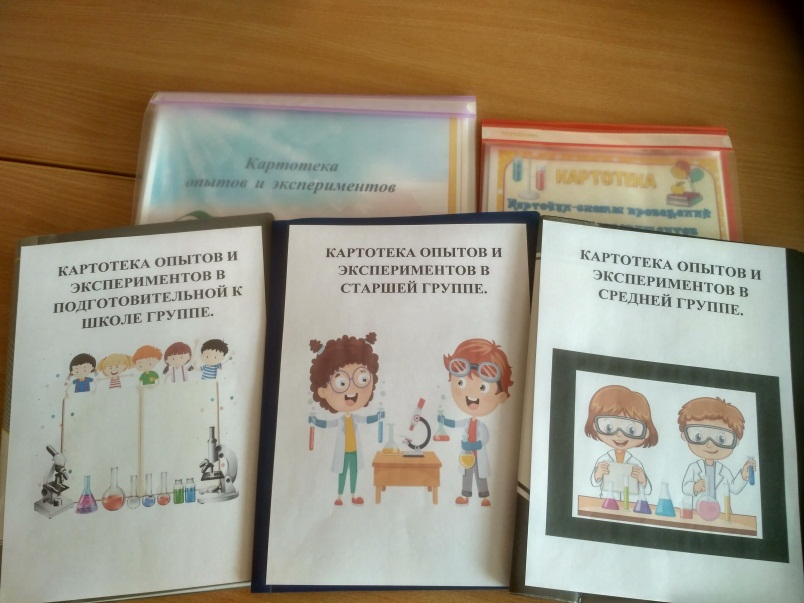 Картотека
опытов и экспериментов
КАРТОТЕКА
КАРТОТЕКА ОПЫТОВ И
ЭКСПЕРИМЕНТОВ В
ПОДГОТОВИТЕЛЬНОЙ К
ШКОЛЕ ГРУППЕ.
КАРТОТЕКА ОПЫТОВ И
ЭКСПЕРИМЕНТОВ В
СТАРШЕЙ ГРУППЕ.
КАРТОТЕКА ОПЫТОВ И
ЭКСПЕРИМЕНТОВ В
СРЕДНЕЙ ГРУППЕ.